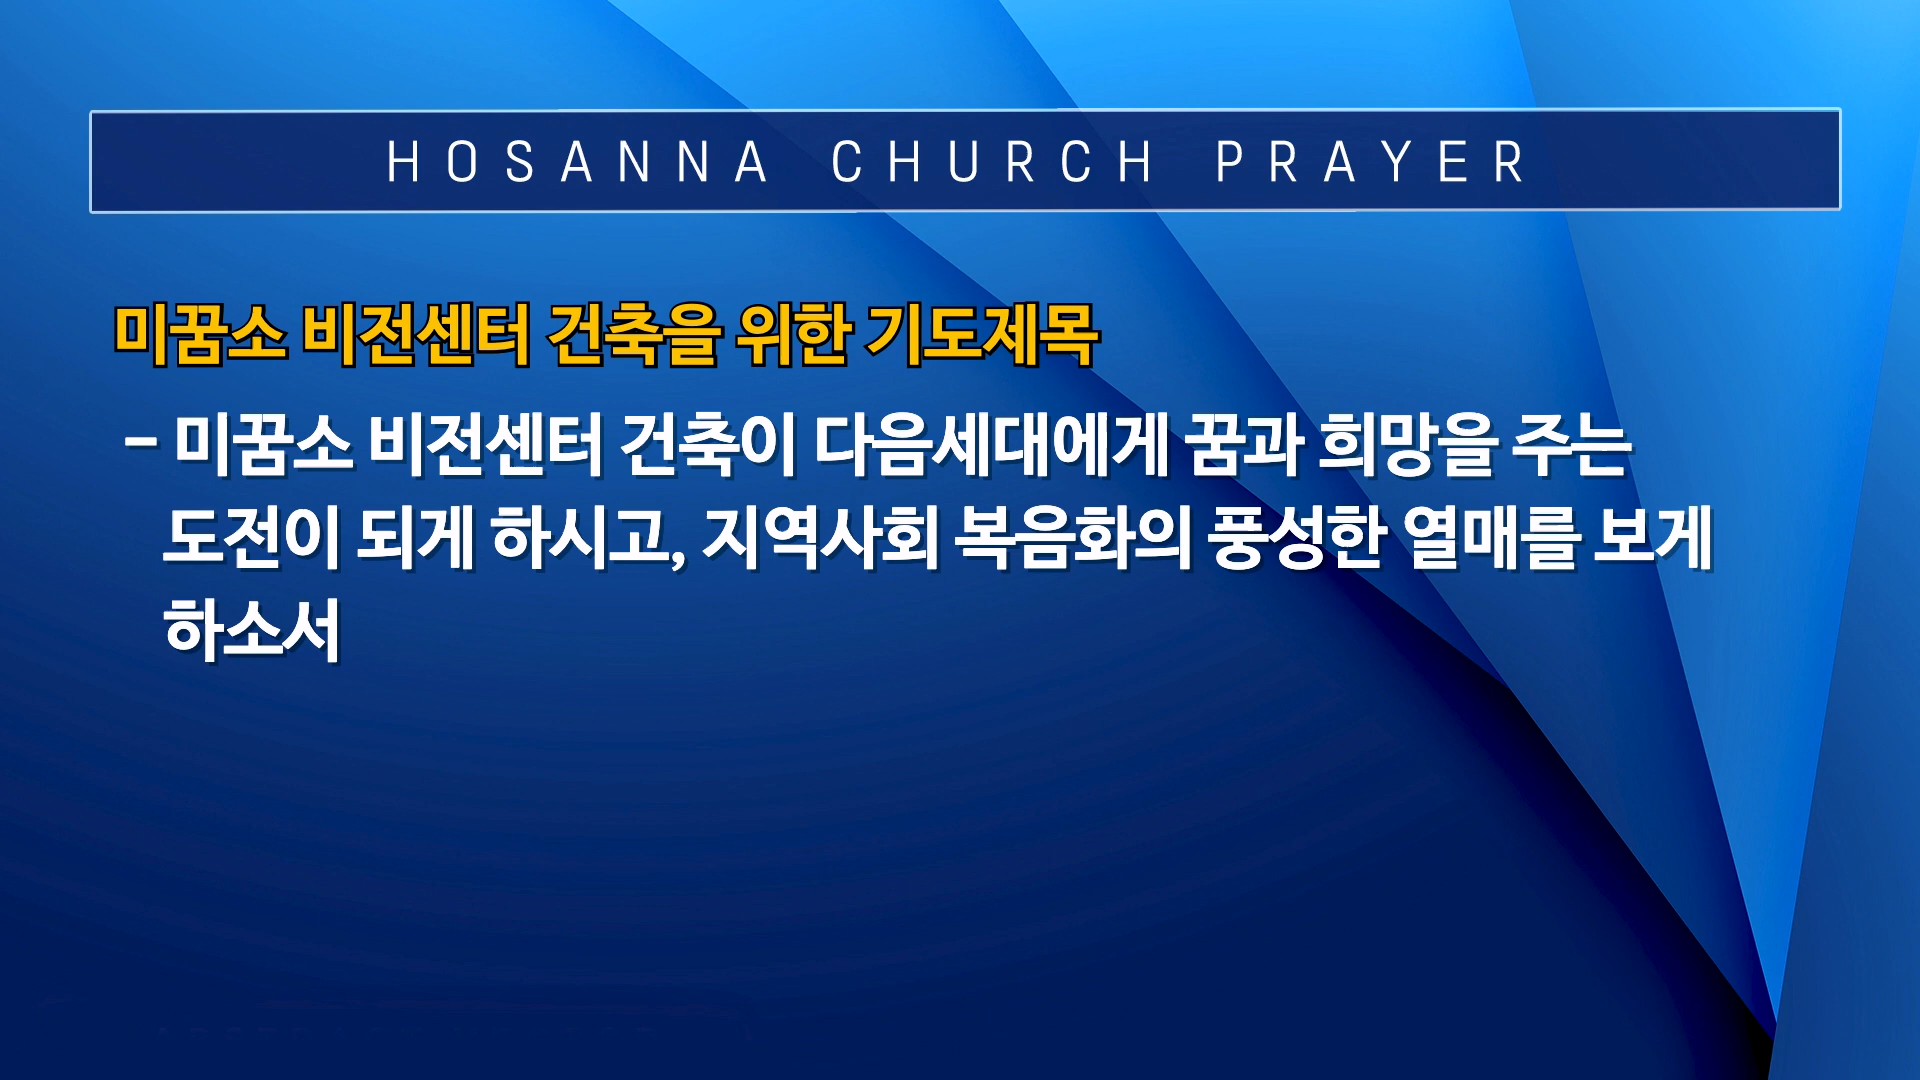 HOSANNA CHURCH PRAYER
미꿈소 비전센터 건축을 위한 기도제목
- 미꿈소 비전센터 건축이 다음세대에게 꿈과 희망을 주는
도전이 되게 하시고, 지역사회 복음화의 풍성한 열매를 보게
하소서